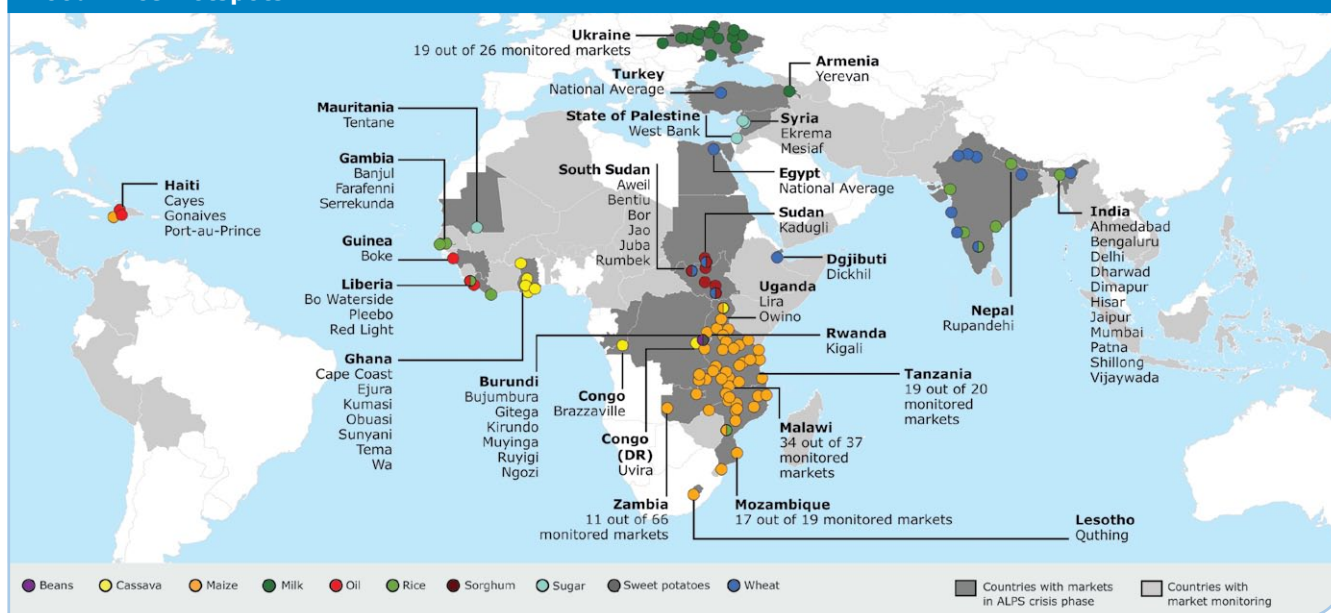 Ukraine
19 out of 26 monitored markets
Armenia
Yerevan
Turkey
National Average
Mauritania
Tentane
State of Palestine
West Bank
Syria
Ekrema
Mesiaf
Gambia
Banjul
Farafenni
Serrekunda
South Sudan
Aweil
Bentiu
Bor
Jao
Juba
Rumbek
Egypt
National Average
Haiti
Cayes
Gonaives
Port-au-Prince
Sudan
Kadugli
India
Ahmedabad
Bengaluru
Delhi
Dharwad
Dimapur
Hisar
Jaipur
Mumbai
Patna
Shillong
Vijaywada
Guinea
Boke
Dgjibuti
Dickhil
Liberia
Bo Waterside
Pleebo
Red Light
Uganda
Lira
Owino
Nepal
Rupandehi
Rwanda
Kigali
Ghana
Cape Coast
Ejura
Kumasi
Obuasi
Sunyani
Tema
Wa
Burundi
Bujumbura
Gitega
Kirundo
Muyinga
Ruyigi
Ngozi
Congo
Brazzaville
Tanzania
19 out of 20
monitored
markets
Malawi
34 out of 37
monitored
markets
Congo
(DR)
Uvira
Zambia
11 out of 66
monitored markets
Mozambique
17 out of 19 monitored markets
Lesotho
Quthing
Beans
Cassava
Maize
Milk
Oil
Rice
Sorghum
Sugar
Sweet potatoes
Wheat
Countries with markets
in ALPS crisis phase
Countries with
market monitoring